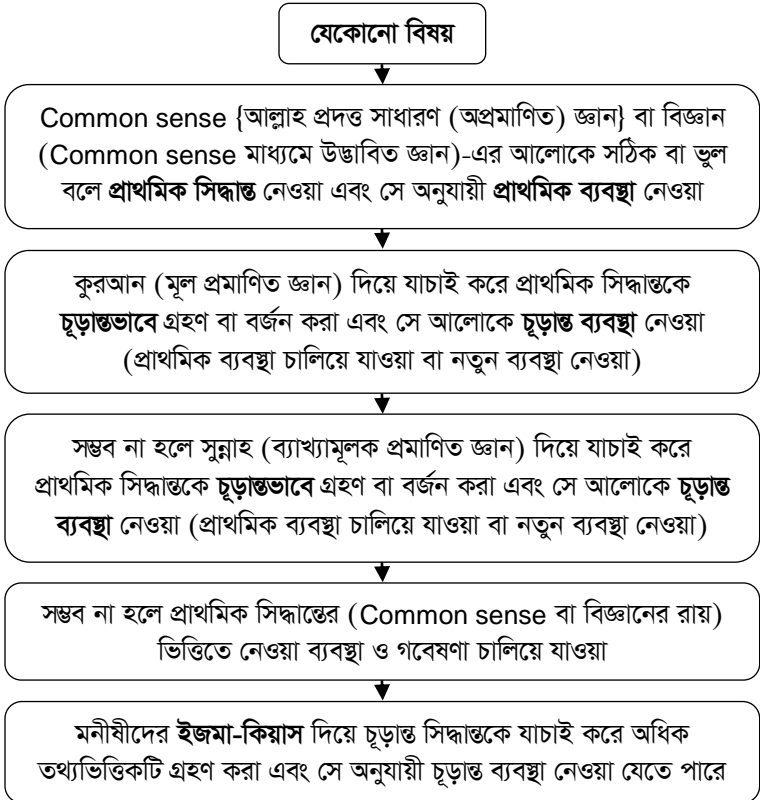 যেকোনো বিষয়
Common sense {আল্লাহ প্রদত্ত সাধারণ (অপ্রমাণিত) জ্ঞান} বা বিজ্ঞান
(Common sense মাধ্যমে উদ্ভাবিত জ্ঞান)-এর আলোকে সঠিক বা ভুল
বলে প্রাথমিক সিদ্ধান্ত নেওয়া এবং সে অনুযায়ী প্রাথমিক ব্যবস্থা নেওয়া
কুরআন (মূল প্রমাণিত জ্ঞান) দিয়ে যাচাই করে প্রাথমিক সিদ্ধান্তকে
চূড়ান্তভাবে গ্রহণ বা বর্জন করা এবং সে আলোকে চূড়ান্ত ব্যবস্থা নেওয়া
(প্রাথমিক ব্যবস্থা চালিয়ে যাওয়া বা নতুন ব্যবস্থা নেওয়া)
সম্ভব না হলে সুন্নাহ (ব্যাখ্যামূলক প্রমাণিত জ্ঞান) দিয়ে যাচাই করে
প্রাথমিক সিদ্ধান্তকে চূড়ান্তভাবে গ্রহণ বা বর্জন করা এবং সে আলোকে চূড়ান্ত
ব্যবস্থা নেওয়া (প্রাথমিক ব্যবস্থা চালিয়ে যাওয়া বা নতুন ব্যবস্থা নেওয়া)
সম্ভব না হলে প্রাথমিক সিদ্ধান্তের (Common sense বা বিজ্ঞানের রায়)
ভিত্তিতে নেওয়া ব্যবস্থা ও গবেষণা চালিয়ে যাওয়া
মনীষীদের ইজমা-কিয়াস দিয়ে চূড়ান্ত সিদ্ধান্তকে যাচাই করে অধিক
তথ্যভিত্তিকটি গ্রহণ করা এবং সে অনুযায়ী চূড়ান্ত ব্যবস্থা নেওয়া যেতে পারে